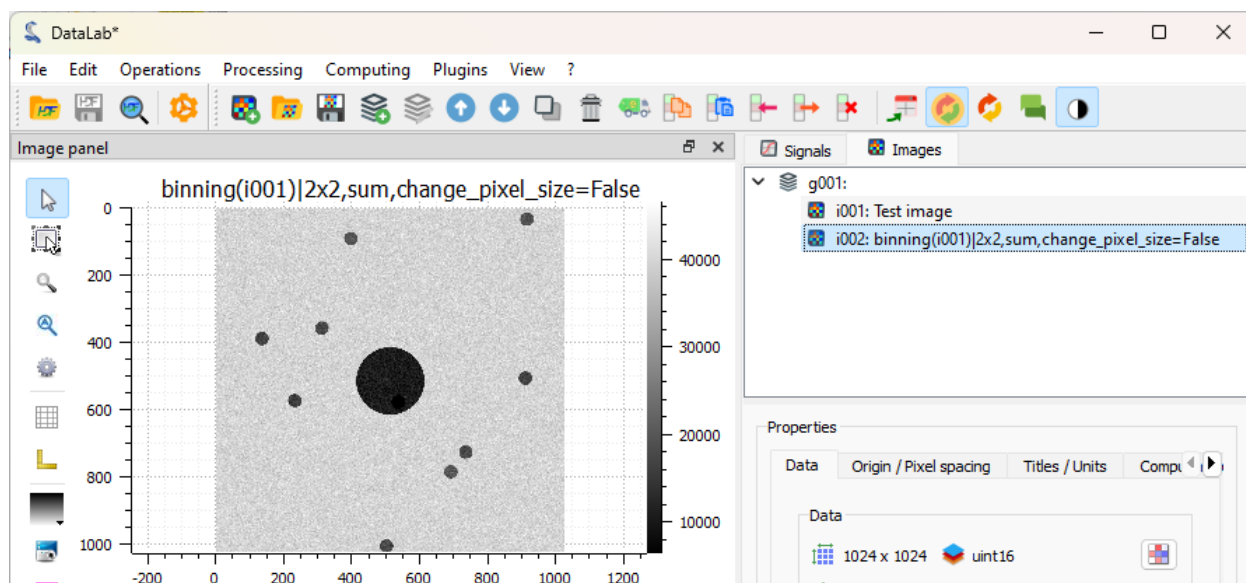 DataLab*
File Edit Operations Processing Computing Plugins View ?
Image panel
binning(i001)|2x2,sum,change_pixel_size=False
0
200
400
600
800
1000
-200 0 200 400 600 800 1000 1200
40000
30000
20000
10000
Signals Images
g001:
i001: Test image
i002: binning(i001)|2x2,sum,change_pixel_size=False
Properties
Data Origin / Pixel spacing Titles / Units
Data
1024 x 1024 uint16